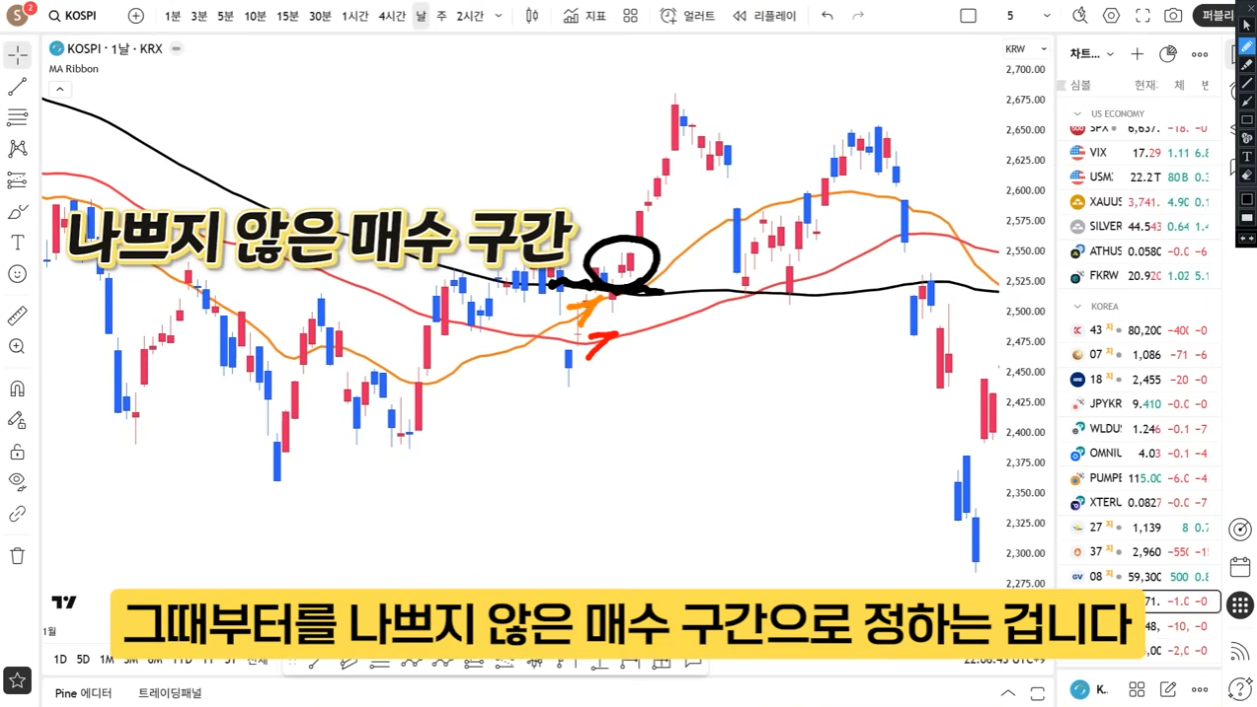 S 2 KOSPI 1분 3분 5분 10분 15분 30분 1시간 4시간 날 주 2시간 지표 얼러트 리플레이 5 퍼블리
KOSPI · 1날 · KRX
MA Ribbon
KRW
2,700.00
2,675.00
2,650.00
2,625.00
2,600.00
2,575.00
2,550.00
2,525.00
2,500.00
2,475.00
2,450.00
2,425.00
2,400.00
2,375.00
2,350.00
2,325.00
2,300.00
2,275.00
나쁘지 않은 매수 구간
그때부터를 나쁘지 않은 매수 구간으로 정하는 겁니다
차트...
심볼 현재 체
US ECONOMY
SPX 6,637. -18. -0
VIX 17.29 1.11 6.8
USM 22.2T 80B 0.3
XAUUS 3,741. 4.90 0.1
SILVER 44.543 0.64 1.4
ATHUS 0.0580 -0.0 -6
FKRW 20.920 1.02 5.1
KOREA
43 지 80,200 -400 -0
07 지 1,086 -71 -6
18 지 2,455 -20 -0
JPYKR 9.410 -0.0 -0
WLDU 1.246 -0.1 -7
OMNIU 4.03 -0.1 -4
PUMPE 115.00 -6.0 -4
XTERU 0.0827 -0.0 -7
27 지 1,139 8 0.7
37 지 2,960 -550 -1
GV 08 지 59,300 500 0.8
71. -1.0 -0
48, -10, -0
,00 -2,0 -0
1월
1D 5D 1M
Pine 에디터 트레이딩패널
K.